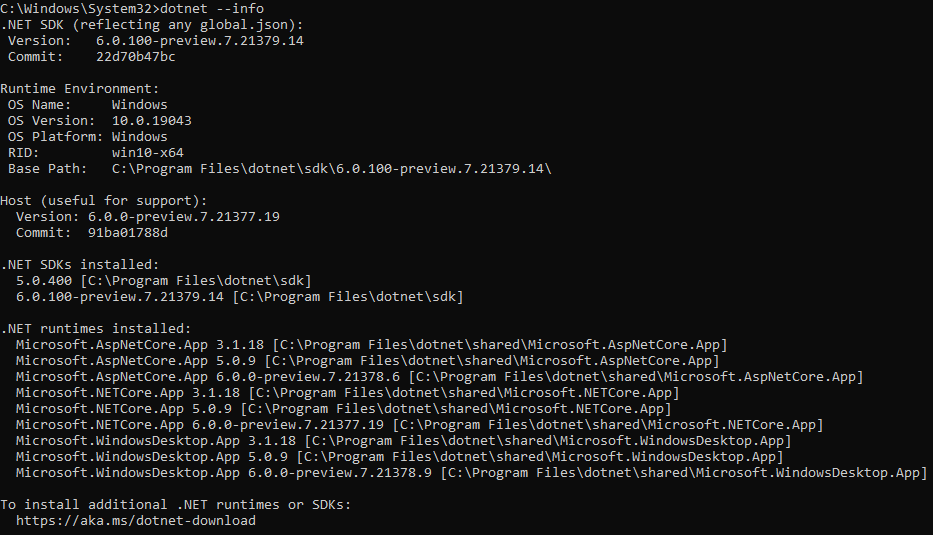 C:\Windows\System32>dotnet --info
.NET SDK (reflecting any global.json):
 Version:   6.0.100-preview.7.21379.14
 Commit:    22d70b47bc

Runtime Environment:
 OS Name:     Windows
 OS Version:  10.0.19043
 OS Platform: Windows
 RID:         win10-x64
 Base Path:   C:\Program Files\dotnet\sdk\6.0.100-preview.7.21379.14\

Host (useful for support):
  Version: 6.0.0-preview.7.21377.19
  Commit:  91ba01788d

.NET SDKs installed:
  5.0.400 [C:\Program Files\dotnet\sdk]
  6.0.100-preview.7.21379.14 [C:\Program Files\dotnet\sdk]

.NET runtimes installed:
  Microsoft.AspNetCore.App 3.1.18 [C:\Program Files\dotnet\shared\Microsoft.AspNetCore.App]
  Microsoft.AspNetCore.App 5.0.9 [C:\Program Files\dotnet\shared\Microsoft.AspNetCore.App]
  Microsoft.AspNetCore.App 6.0.0-preview.7.21378.6 [C:\Program Files\dotnet\shared\Microsoft.AspNetCore.App]
  Microsoft.NETCore.App 3.1.18 [C:\Program Files\dotnet\shared\Microsoft.NETCore.App]
  Microsoft.NETCore.App 5.0.9 [C:\Program Files\dotnet\shared\Microsoft.NETCore.App]
  Microsoft.NETCore.App 6.0.0-preview.7.21377.19 [C:\Program Files\dotnet\shared\Microsoft.NETCore.App]
  Microsoft.WindowsDesktop.App 3.1.18 [C:\Program Files\dotnet\shared\Microsoft.WindowsDesktop.App]
  Microsoft.WindowsDesktop.App 5.0.9 [C:\Program Files\dotnet\shared\Microsoft.WindowsDesktop.App]
  Microsoft.WindowsDesktop.App 6.0.0-preview.7.21378.9 [C:\Program Files\dotnet\shared\Microsoft.WindowsDesktop.App]

To install additional .NET runtimes or SDKs:
  https://aka.ms/dotnet-download